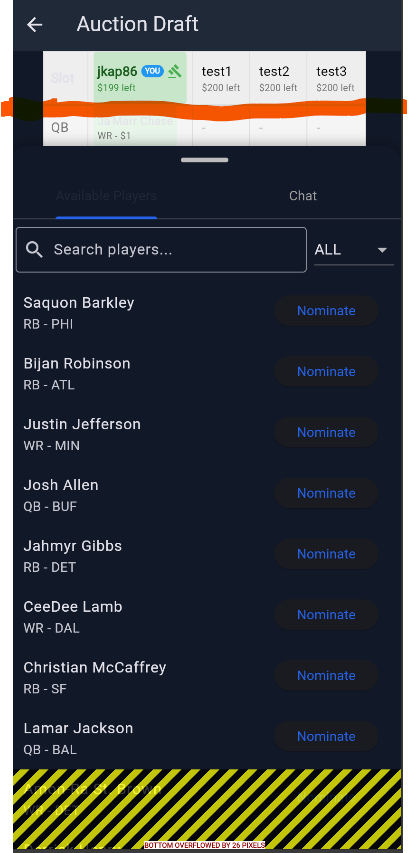 Auction Draft
Slot
jkap86 YOU
$199 left
test1
$200 left
test2
$200 left
test3
$200 left
QB
Ja'Marr Chase
WR - $1
-
-
-
Available Players
Chat
Search players...
ALL
Saquon Barkley
RB - PHI
Nominate
Bijan Robinson
RB - ATL
Nominate
Justin Jefferson
WR - MIN
Nominate
Josh Allen
QB - BUF
Nominate
Jahmyr Gibbs
RB - DET
Nominate
CeeDee Lamb
WR - DAL
Nominate
Christian McCaffrey
RB - SF
Nominate
Lamar Jackson
QB - BAL
Nominate
Amon-Ra St. Brown
WR - DET
BOTTOM OVERFLOWED BY 26 PIXELS